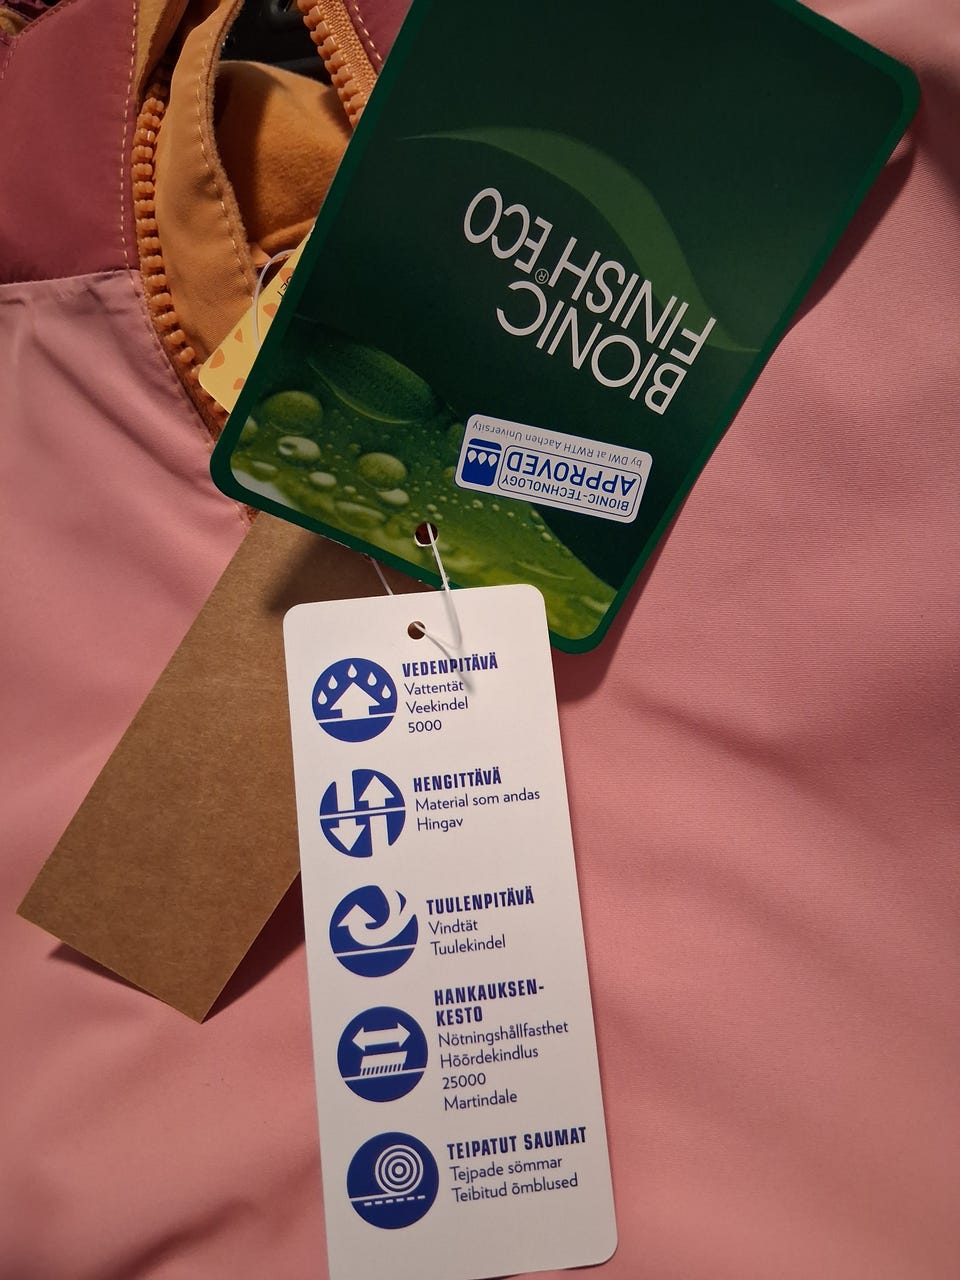 BIONIC
FINISH®ECO
BIONIC-TECHNOLOGY
APPROVED
by DWI at RWTH Aachen University
VEDENPITÄVÄ
Vattentät
Veekindel
5000
HENGITTÄVÄ
Material som andas
Hingav
TUULENPITÄVÄ
Vindtät
Tuulekindel
HANKAUKSEN-
KESTO
Nötningshållfasthet
Hõõrdekindlus
25000
Martindale
TEIPATUT SAUMAT
Tejpade sömmar
Teibitud õmblused